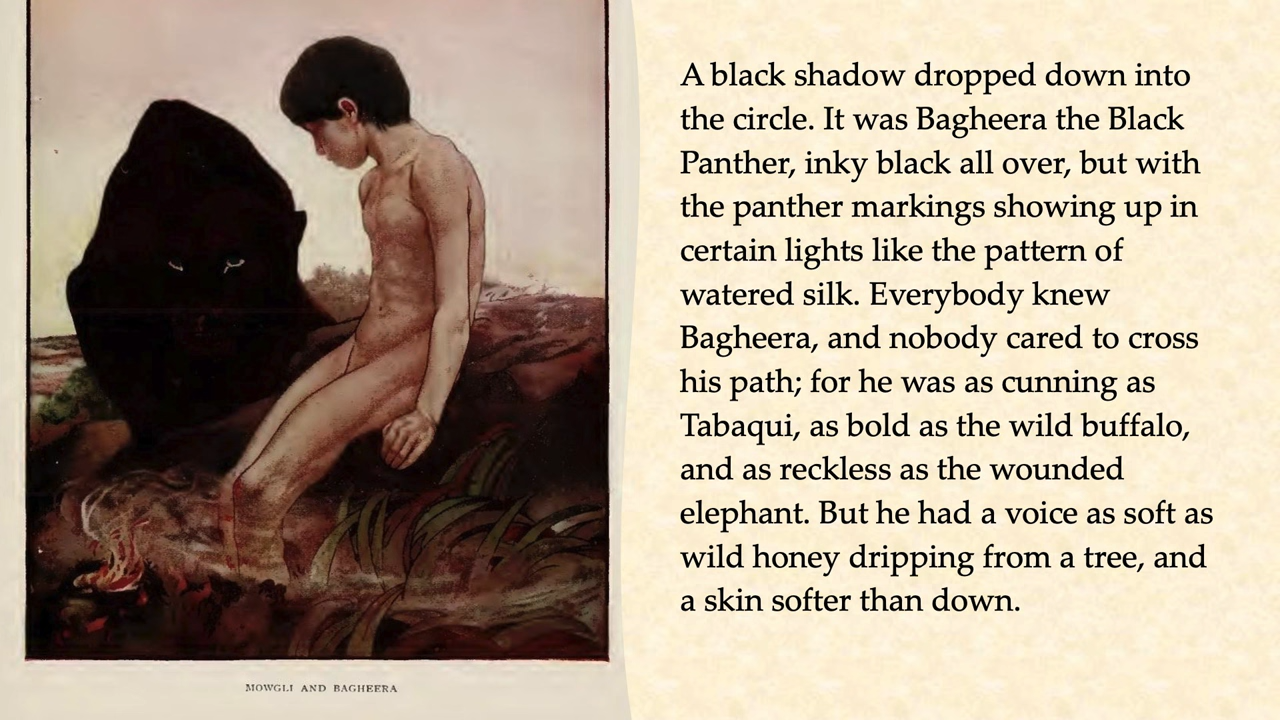 A black shadow dropped down into
the circle. It was Bagheera the Black
Panther, inky black all over, but with
the panther markings showing up in
certain lights like the pattern of
watered silk. Everybody knew
Bagheera, and nobody cared to cross
his path; for he was as cunning as
Tabaqui, as bold as the wild buffalo,
and as reckless as the wounded
elephant. But he had a voice as soft as
wild honey dripping from a tree, and
a skin softer than down.
MOWGLI AND BAGHEERA